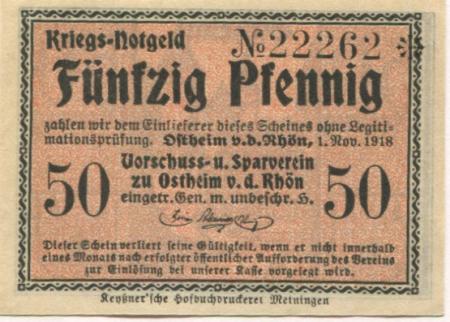 Kriegs-Notgeld No 22262
Fünfzig Pfennig
zahlen wir dem Einlieferer dieses Scheines ohne Legiti-
mationsprüfung. Ostheim v.d. Rhön, 1. Nov. 1918
50 Vorschuss- u. Sparverein 50
zu Ostheim v. d. Rhön
eingetr. Gen. m. unbeschr. H.
Dieser Schein verliert seine Gültigkeit, wenn er nicht innerhalb
eines Monats nach erfolgter öffentlicher Aufforderung des Vereins
zur Einlösung bei unserer Kasse vorgelegt wird.
Keyßner'sche Hofbuchdruckerei Meiningen